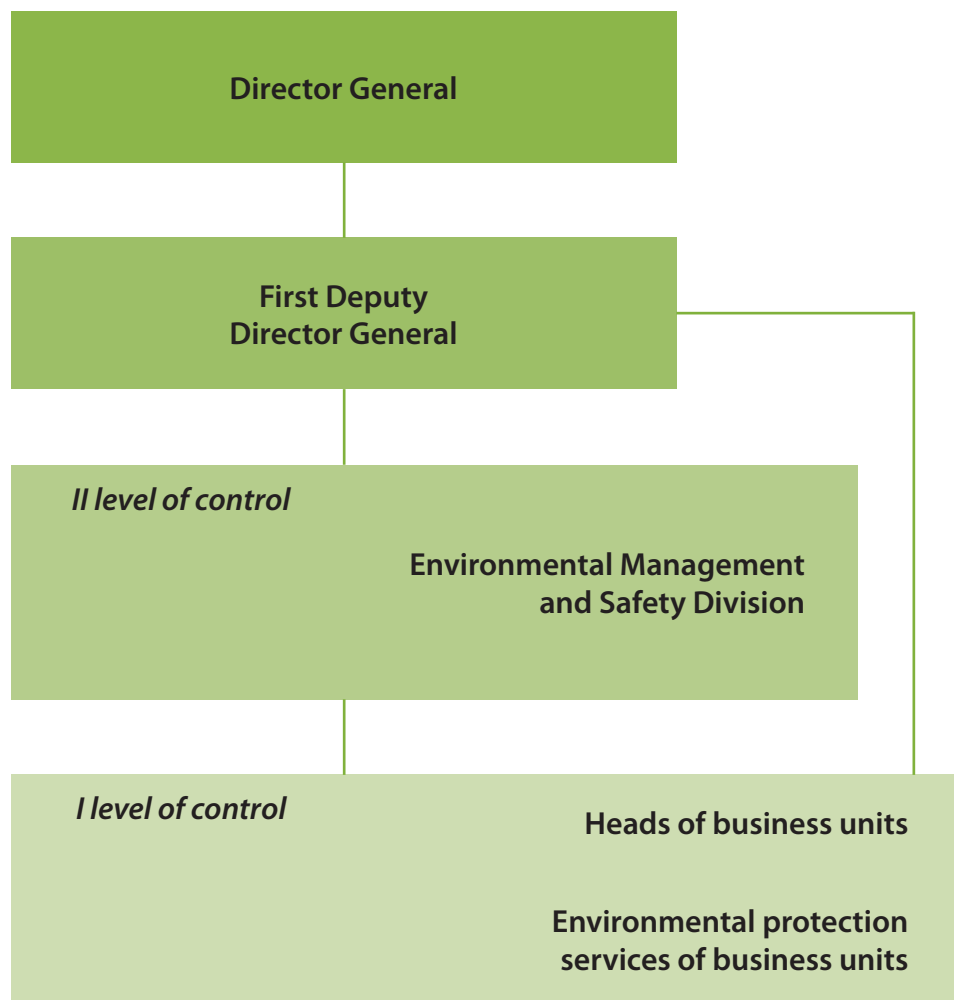 Director General
First Deputy
Director General
II level of control
Environmental Management
and Safety Division
I level of control
Heads of business units
Environmental protection
services of business units